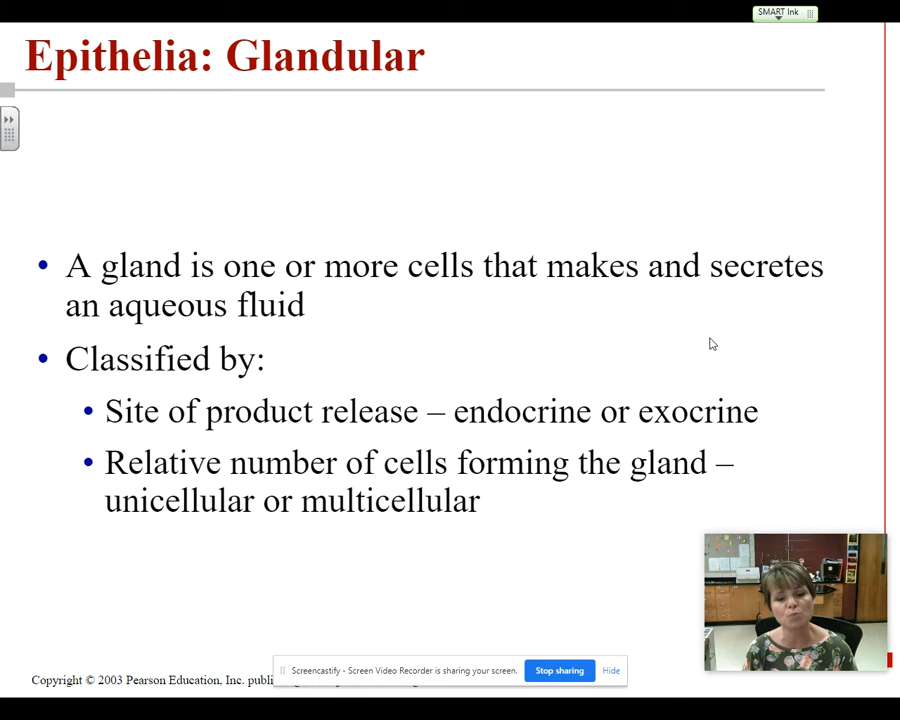 SMART Ink
Epithelia: Glandular
• A gland is one or more cells that makes and secretes
an aqueous fluid
• Classified by:
• Site of product release – endocrine or exocrine
• Relative number of cells forming the gland –
unicellular or multicellular
Screencastify - Screen Video Recorder is sharing your screen. Stop sharing Hide
Copyright © 2003 Pearson Education, Inc.